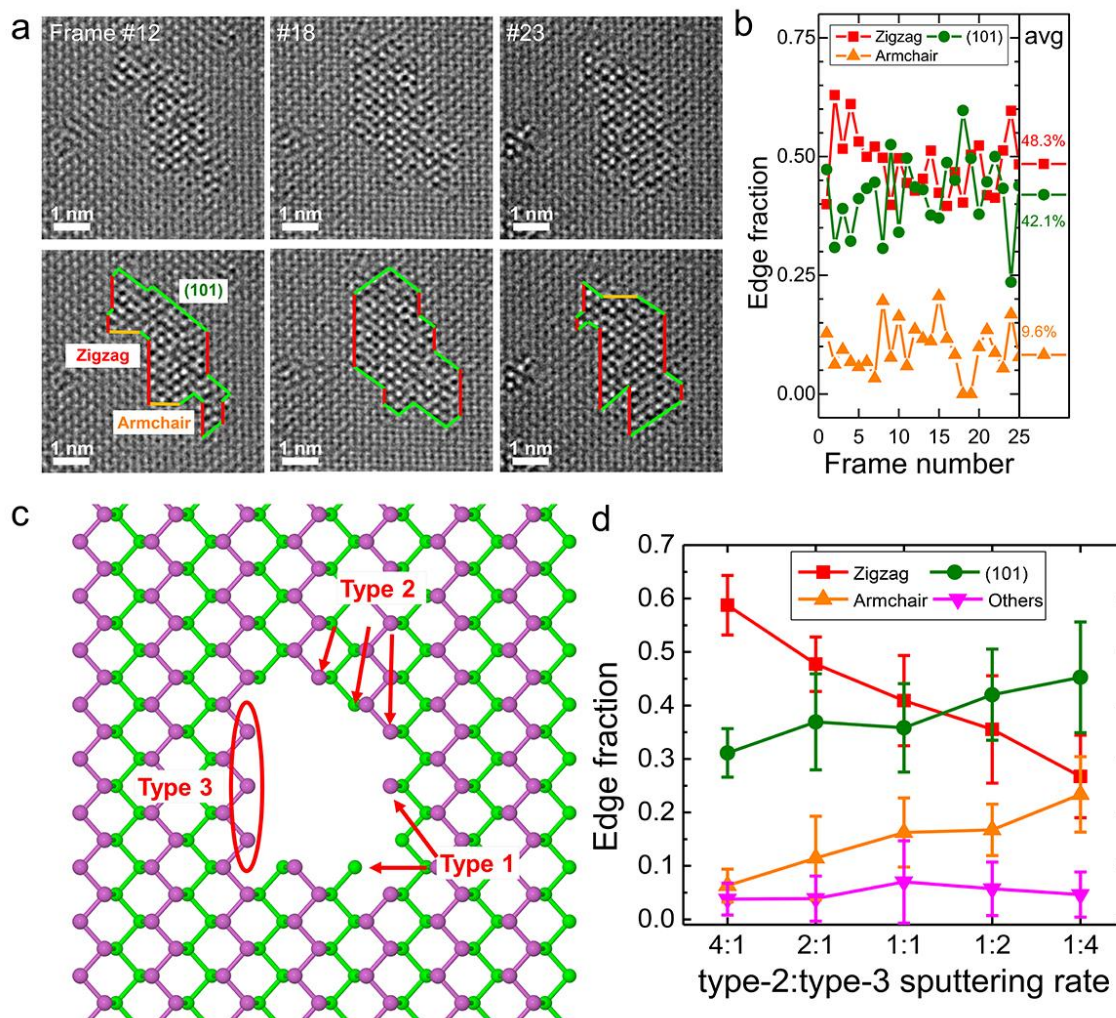 a
Frame #12
#18
#23
1 nm
1 nm
1 nm
(101)
Zigzag
Armchair
1 nm
1 nm
1 nm
b
Zigzag
(101)
Armchair
avg
0.75
0.50
0.25
0.00
Edge fraction
48.3%
42.1%
9.6%
0 5 10 15 20 25
Frame number
c
Type 2
Type 3
Type 1
d
Zigzag
(101)
Armchair
Others
0.7
0.6
0.5
0.4
0.3
0.2
0.1
0.0
Edge fraction
4:1 2:1 1:1 1:2 1:4
type-2:type-3 sputtering rate